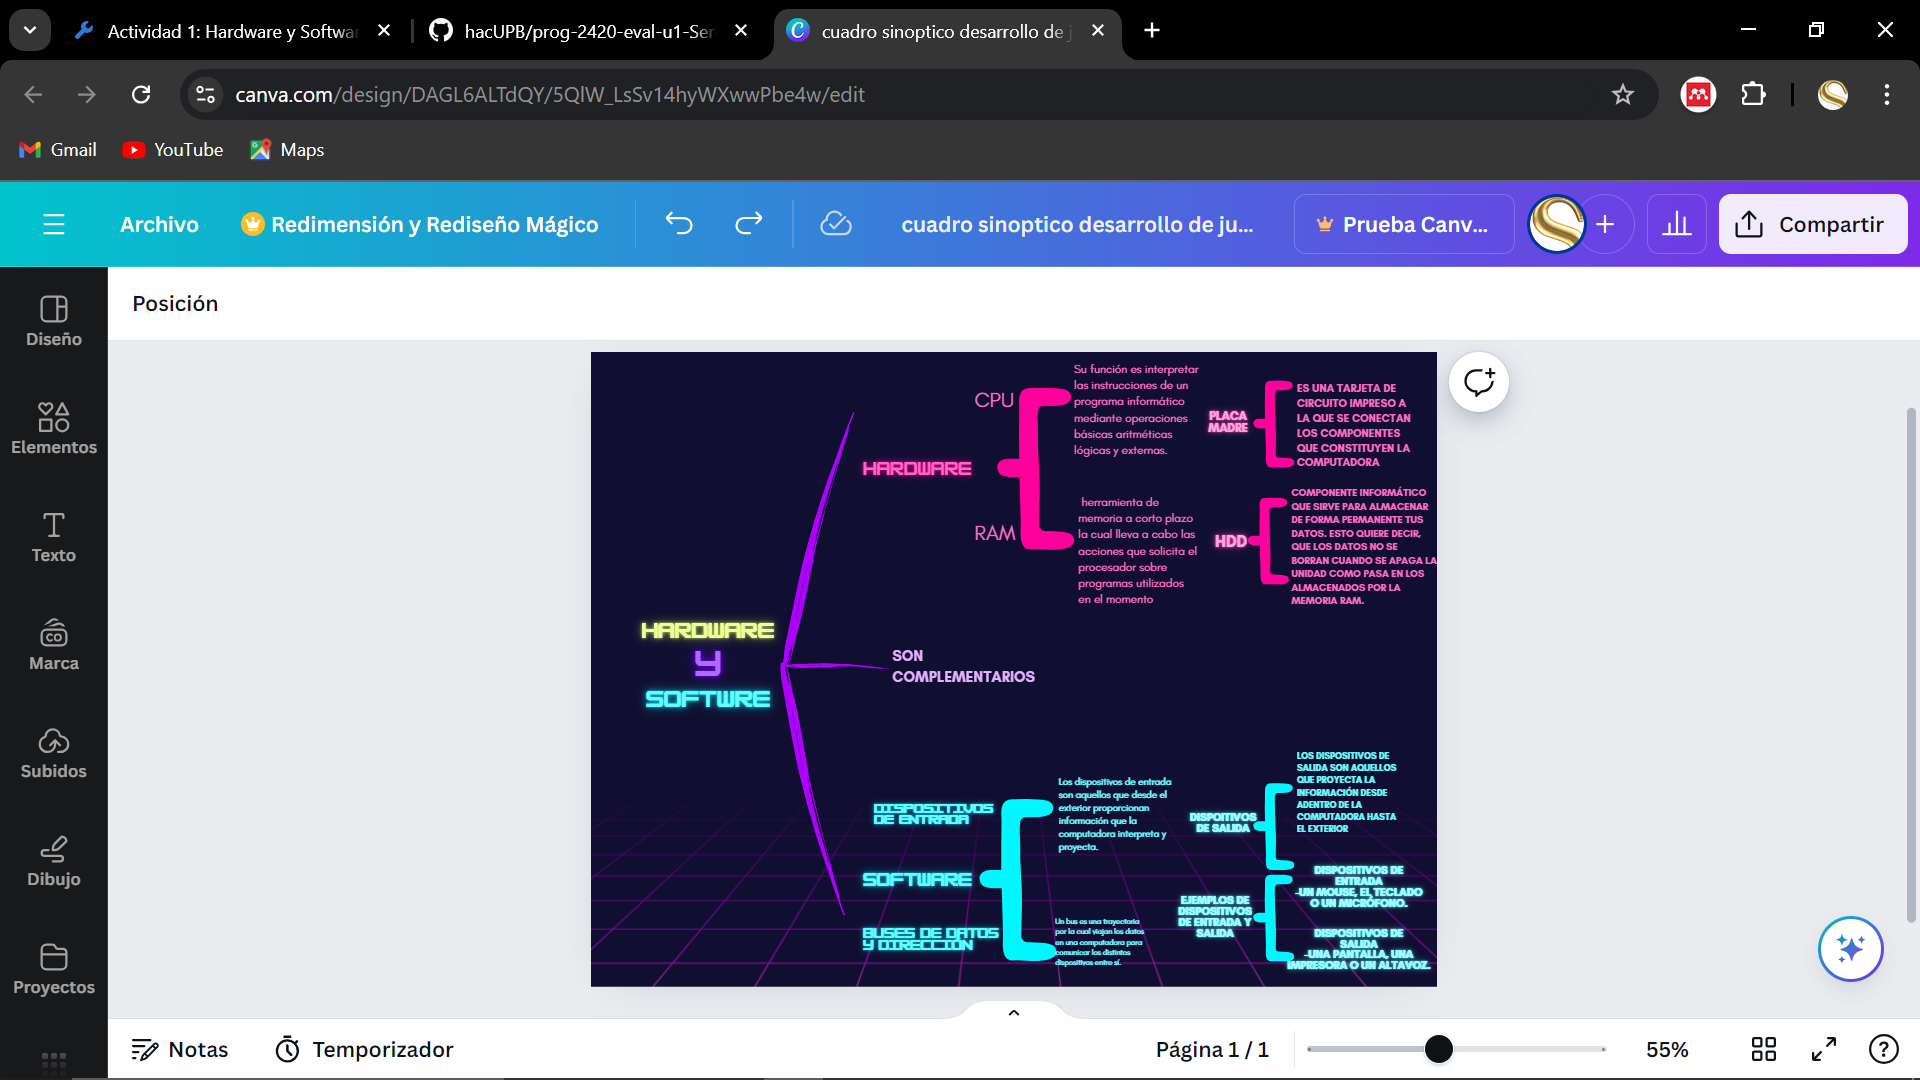 Actividad 1: Hardware y Softwar
hacUPB/prog-2420-eval-u1-Ser
cuadro sinoptico desarrollo de j
canva.com/design/DAGL6ALTdQY/5QlW_LsSv14hyWXwwPbe4w/edit
Gmail
YouTube
Maps
Archivo
Redimensión y Rediseño Mágico
cuadro sinoptico desarrollo de ju...
Prueba Canv...
Compartir
Posición
Diseño
Elementos
Texto
CO
Marca
Subidos
Dibujo
Proyectos
HARDWARE
Y
SOFTWRE
HARDWARE
CPU
Su función es interpretar
las instrucciones de un
programa informático
mediante operaciones
básicas aritméticas
lógicas y externas.
RAM
herramienta de
memoria a corto plazo
la cual lleva a cabo las
acciones que solicita el
procesador sobre
programas utilizados
en el momento
PLACA
MADRE
ES UNA TARJETA DE
CIRCUITO IMPRESO A
LA QUE SE CONECTAN
LOS COMPONENTES
QUE CONSTITUYEN LA
COMPUTADORA
HDD
COMPONENTE INFORMÁTICO
QUE SIRVE PARA ALMACENAR
DE FORMA PERMANENTE TUS
DATOS. ESTO QUIERE DECIR,
QUE LOS DATOS NO SE
BORRAN CUANDO SE APAGA LA
UNIDAD COMO PASA EN LOS
ALMACENADOS POR LA
MEMORIA RAM.
SON
COMPLEMENTARIOS
DISPOSITIVOS
DE ENTRADA
Los dispositivos de entrada
son aquellos que desde el
exterior proporcionan
información que la
computadora interpreta y
proyecta.
SOFTWARE
BUSES DE DATOS
Y DIRECCIÓN
Un bus es una trayectoria
por la cual viajan los datos
en una computadora para
comunicar los distintos
dispositivos entre sí.
DISPOITIVOS
DE SALIDA
LOS DISPOSITIVOS DE
SALIDA SON AQUELLOS
QUE PROYECTA LA
INFORMACIÓN DESDE
ADENTRO DE LA
COMPUTADORA HASTA
EL EXTERIOR
EJEMPLOS DE
DISPOSITIVOS
DE ENTRADA Y
SALIDA
DISPOSITIVOS DE
ENTRADA
-UN MOUSE, EL TECLADO
O UN MICRÓFONO.
DISPOSITIVOS DE
SALIDA
-UNA PANTALLA, UNA
IMPRESORA O UN ALTAVOZ.
Notas
Temporizador
Página 1 / 1
55%